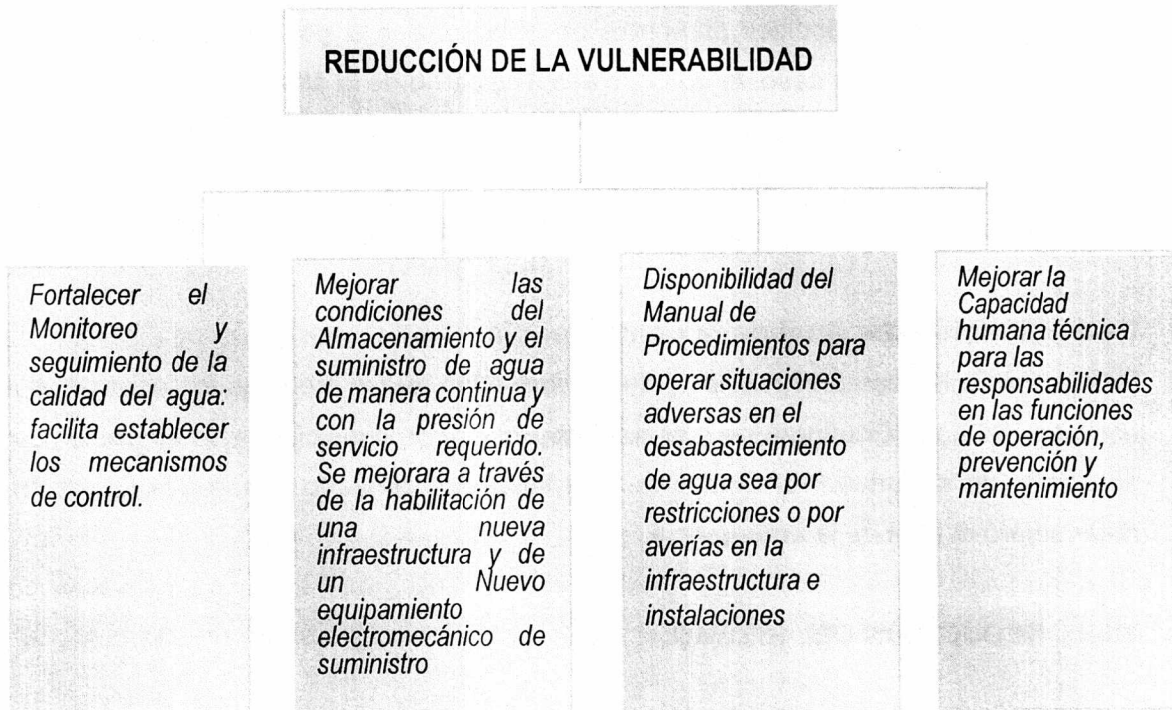 REDUCCIÓN DE LA VULNERABILIDAD
Fortalecer el
Monitoreo y
seguimiento de la
calidad del agua:
facilita establecer
los mecanismos
de control.
Mejorar las
condiciones del
Almacenamiento y el
suministro de agua
de manera continua y
con la presión de
servicio requerido.
Se mejorara a través
de la habilitación de
una nueva
infraestructura y de
un Nuevo
equipamiento
electromecánico de
suministro
Disponibilidad del
Manual de
Procedimientos para
operar situaciones
adversas en el
desabastecimiento
de agua sea por
restricciones o por
averías en la
infraestructura e
instalaciones
Mejorar la
Capacidad
humana técnica
para las
responsabilidades
en las funciones
de operación,
prevención y
mantenimiento